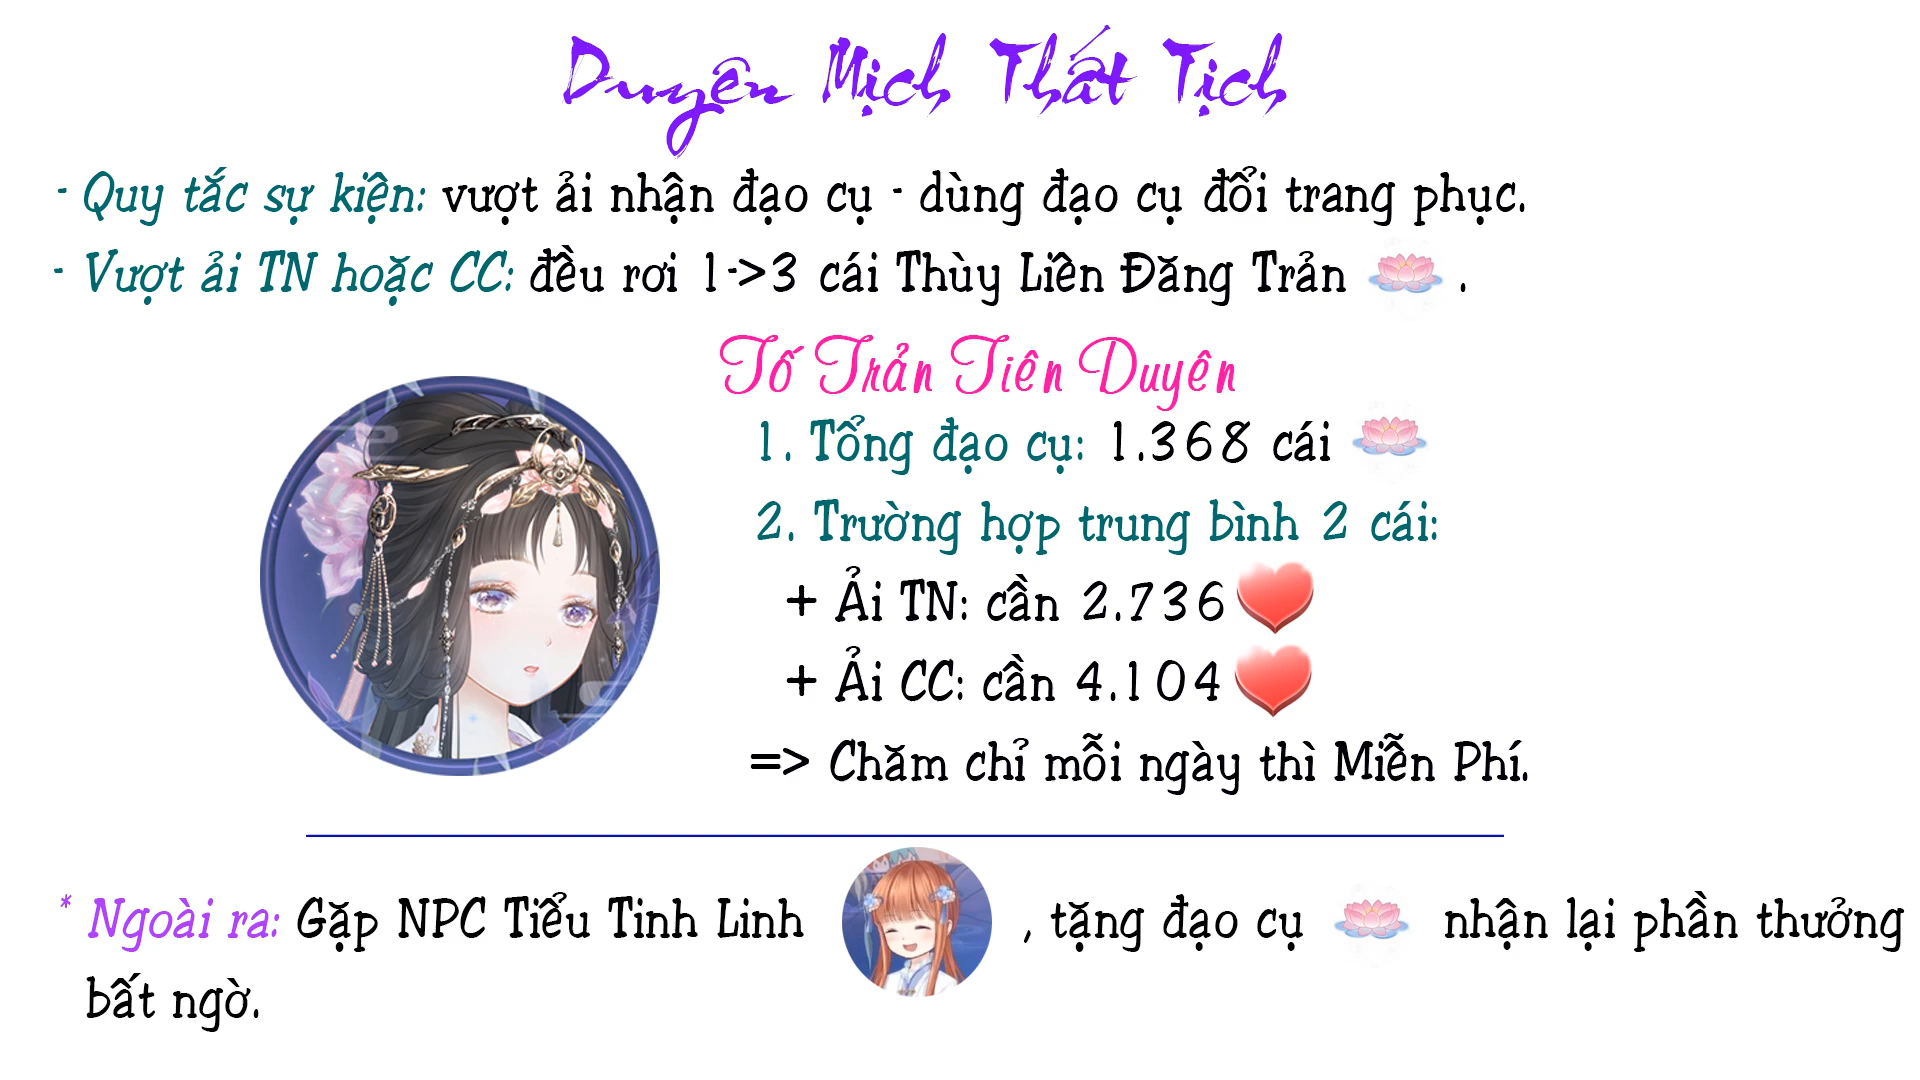 Duyên Mịch Thất Tịch
- Quy tắc sự kiện: vượt ải nhận đạo cụ - dùng đạo cụ đổi trang phục.
- Vượt ải TN hoặc CC: đều rơi 1->3 cái Thùy Liên Đăng Trản .
Tố Trản Tiên Duyên
1. Tổng đạo cụ: 1.368 cái
2. Trường hợp trung bình 2 cái:
+ Ải TN: cần 2.736
+ Ải CC: cần 4.104
=> Chăm chỉ mỗi ngày thì Miễn Phí.
* Ngoài ra: Gặp NPC Tiểu Tinh Linh , tặng đạo cụ nhận lại phần thưởng
bất ngờ.